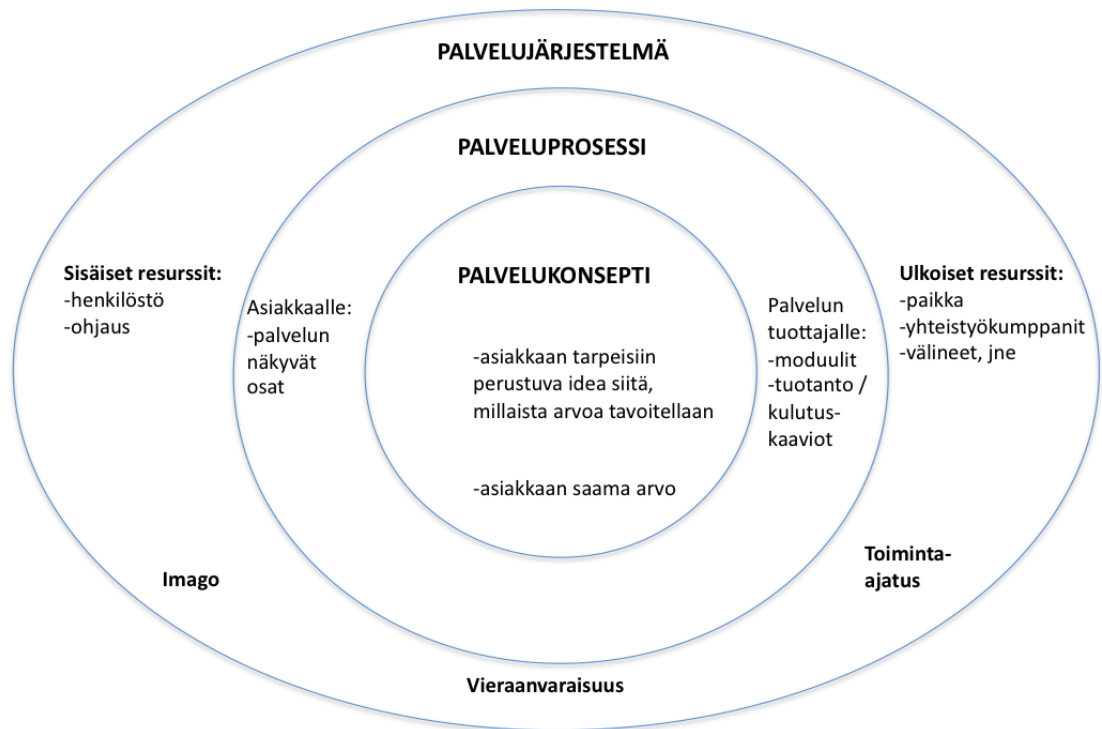 PALVELUJÄRJESTELMÄ
PALVELUPROSESSI
PALVELUKONSEPTI
Sisäiset resurssit:
-henkilöstö
-ohjaus
Asiakkaalle:
-palvelun
näkyvät
osat
-asiakkaan tarpeisiin
perustuva idea siitä,
millaista arvoa tavoitellaan
-asiakkaan saama arvo
Palvelun
tuottajalle:
-moduulit
-tuotanto /
kulutus-
kaaviot
Ulkoiset resurssit:
-paikka
-yhteistyökumppanit
-välineet, jne
Imago
Toiminta-
ajatus
Vieraanvaraisuus